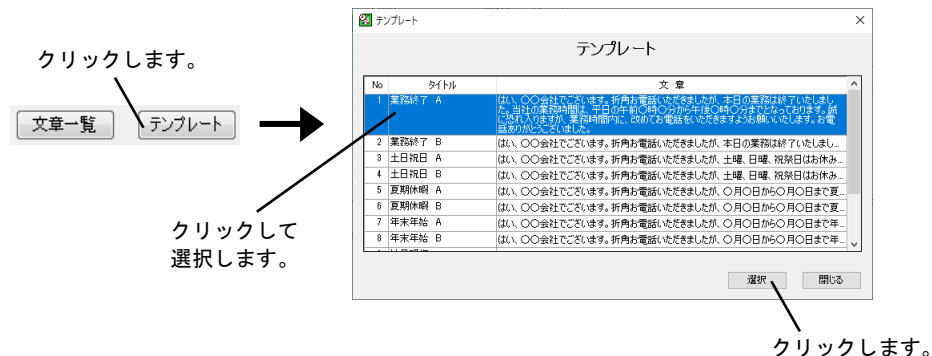 テンプレート
クリックします。
テンプレート
No タイトル 文 章
文章一覧 テンプレート
1 業務終了 A はい、〇〇会社でございます。折角お電話いただきましたが、本日の業務は終了いたしまし
た。当社の業務時間は、平日の午前〇時〇分から午後〇時〇分までとなっております。誠
に恐れ入りますが、業務時間内に、改めてお電話をいただきますようお願いいたします。お電
話ありがとうございました。
2 業務終了 B はい、〇〇会社でございます。折角お電話いただきましたが、本日の業務は終了いたしまし...
3 土日祝日 A はい、〇〇会社でございます。折角お電話いただきましたが、土曜、日曜、祝祭日はお休み...
4 土日祝日 B はい、〇〇会社でございます。折角お電話いただきましたが、土曜、日曜、祝祭日はお休み...
5 夏期休暇 A はい、〇〇会社でございます。折角お電話いただきましたが、〇月〇日から〇月〇日まで夏...
6 夏期休暇 B はい、〇〇会社でございます。折角お電話いただきましたが、〇月〇日から〇月〇日まで夏...
7 年末年始 A はい、〇〇会社でございます。折角お電話いただきましたが、〇月〇日から〇月〇日まで年...
8 年末年始 B はい、〇〇会社でございます。折角お電話いただきましたが、〇月〇日から〇月〇日まで年...
クリックして
選択します。
選択 閉じる
クリックします。